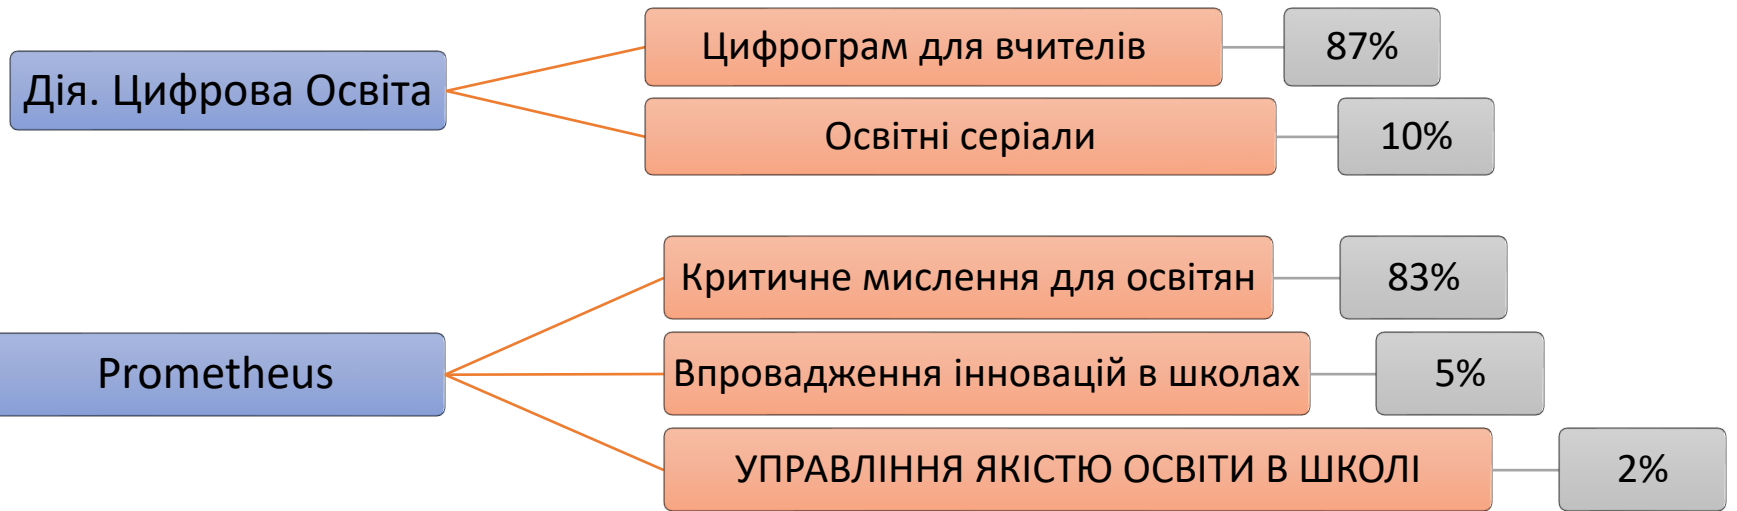 Дія. Цифрова Освіта
Цифрограм для вчителів
87%
Освітні серіали
10%
Prometheus
Критичне мислення для освітян
83%
Впровадження інновацій в школах
5%
УПРАВЛІННЯ ЯКІСТЮ ОСВІТИ В ШКОЛІ
2%